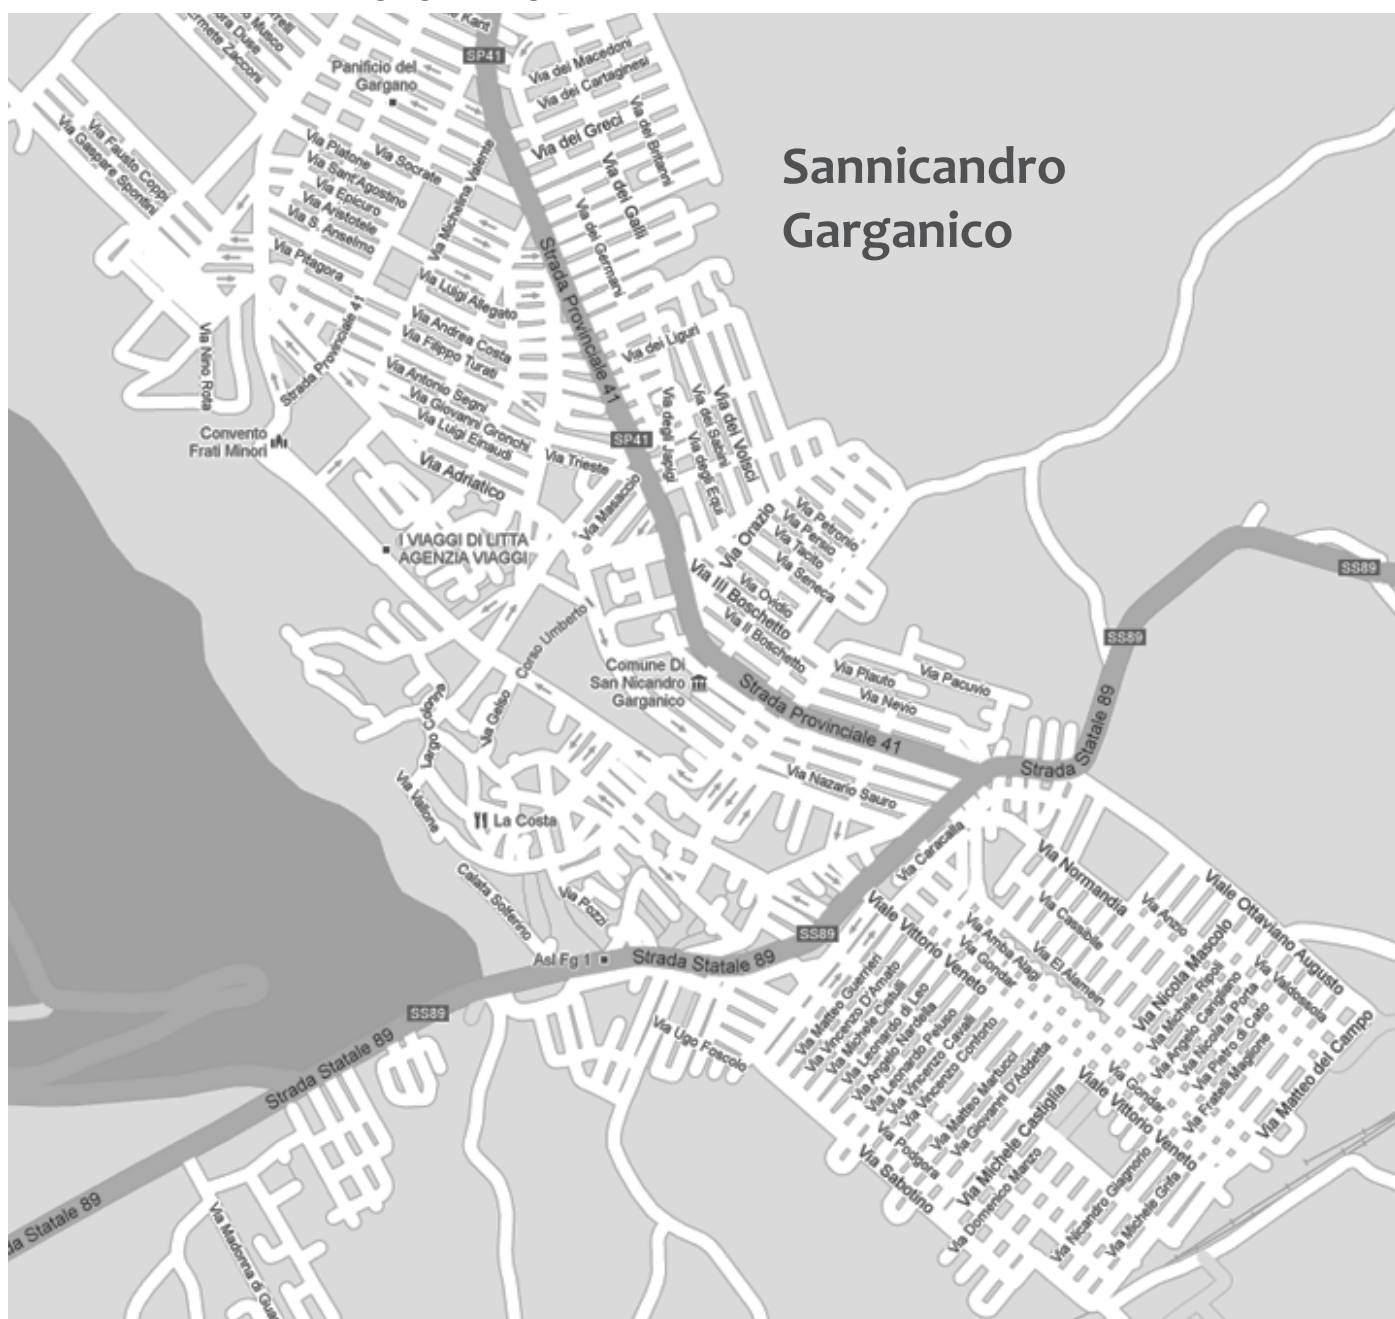 SP41
Panificio del
Gargano
Via dei Macedoni
Via dei Cartaginesi
Via dei Greci
Via dei Britanni
Via dei Galli
Via dei Germani
Ermete Zacconi
Via Fausto Coppi
Via Gaspare Spontini
Via Platone
Via Socrate
Via Sant'Agostino
Via Epicuro
Via Aristotele
Via S. Anselmo
Via Pitagora
Via Michelina Valente
Sannicandro
Garganico
Strada Provinciale 41
Via Luigi Allegato
Via Andrea Costa
Via Filippo Turati
Via Antonio Segni
Via Giovanni Gronchi
Via Luigi Einaudi
Via Adriatico
Via Trieste
Via Masaccio
Via Nino Rota
Strada Provinciale 41
Convento
Frati Minori
SP41
Via dei Liguri
Via degli Japigi
Via dei Sabini
Via degli Equi
Via dei Volsci
I VIAGGI DI LITTA
AGENZIA VIAGGI
Via Orazio
Via Petronio
Via Persio
Via Tacito
Via Seneca
Via Ovidio
Via III Boschetto
Via II Boschetto
SS89
SS89
Corso Umberto I
Comune Di
San Nicandro
Garganico
Via Plauto
Via Pacuvio
Via Nevio
Strada Provinciale 41
Strada Statale 89
Via Gelso
Largo Colonna
Via Vallone
La Costa
Via Nazario Sauro
Via Caracalla
Calata Solferino
Via Pozzi
Asl Fg 1
Strada Statale 89
SS89
SS89
Strada Statale 89
Via Ugo Foscolo
Viale Vittorio Veneto
Via Normandia
Via Cassibile
Via Anzio
Viale Ottaviano Augusto
Via Amba Alagi
Via Gondar
Via El Alamein
Via Nicola Mascolo
Via Michele Ripoli
Via Angelo Cargiano
Via Nicola la Porta
Via Pietro di Cato
Via Fratelli Maglione
Via Valdossola
Via Matteo del Campo
Via Matteo Guerrieri
Via Vincenzo D'Amato
Via Michele Castulli
Via Leonardo di Leo
Via Angelo Nardella
Via Leonardo Peluso
Via Vincenzo Cavalli
Via Vincenzo Conforto
Via Matteo Martucci
Via Giovanni D'Addetta
Via Michele Castiglia
Via Domenico Manzo
Via Podgora
Via Sabotino
Via Gondar
Viale Vittorio Veneto
Via Nicandro Giagnorio
Via Michele Grifa
da Statale 89
Via Madonna di